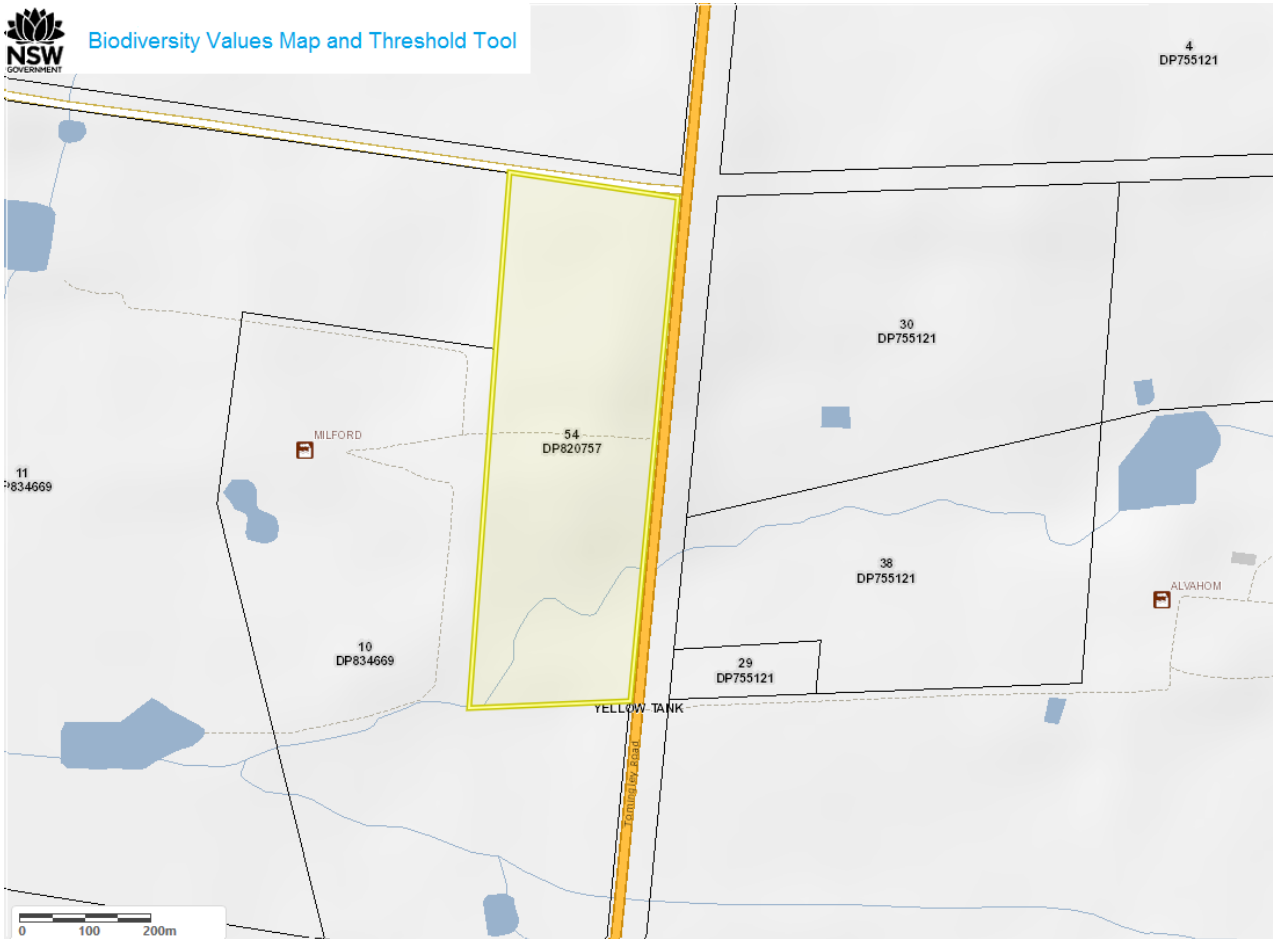 NSW
GOVERNMENT
Biodiversity Values Map and Threshold Tool
4
DP755121
30
DP755121
MILFORD
54
DP820757
11
P834669
38
DP755121
ALVAHOM
10
DP834669
29
DP755121
YELLOW TANK
Tomingley Road
0 100 200m